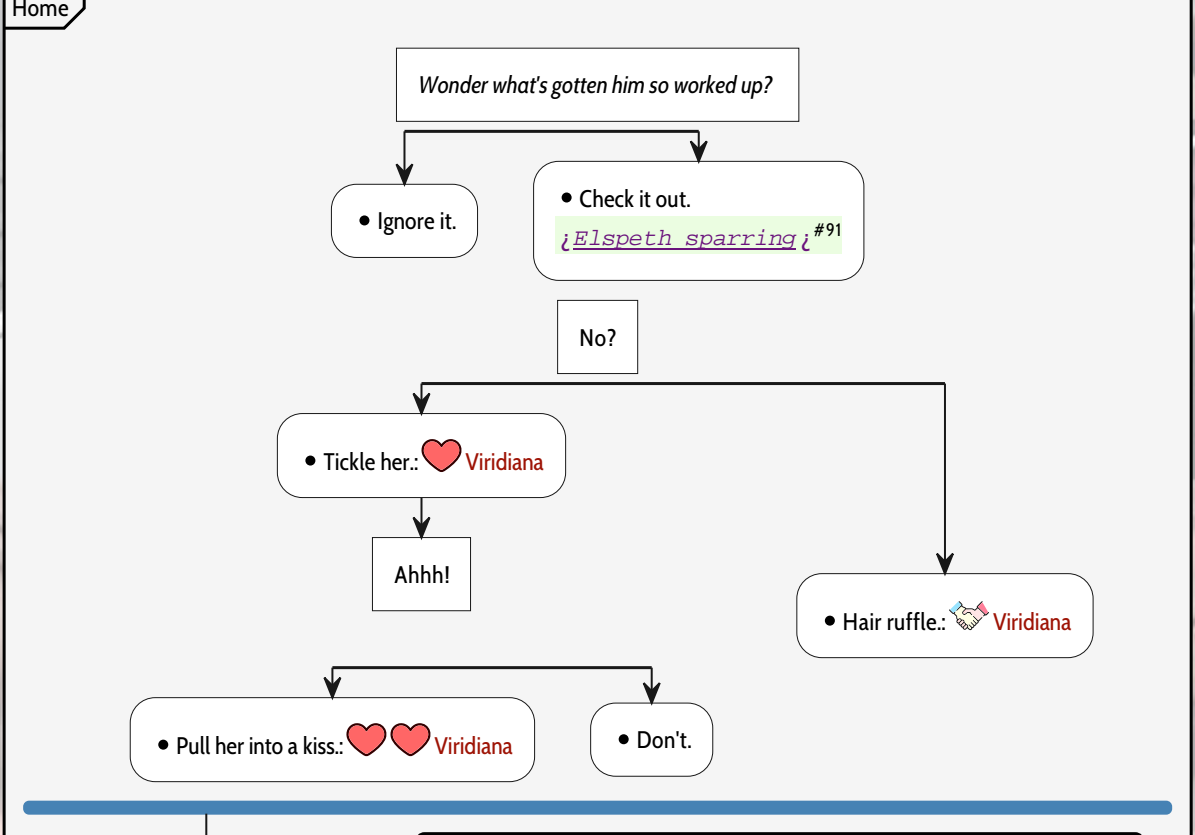 Home
Wonder what's gotten him so worked up?
• Ignore it.
• Check it out.
¿Elspeth sparring¿#91
No?
• Tickle her.: Viridiana
Ahhh!
• Hair ruffle.: Viridiana
• Pull her into a kiss.: Viridiana
• Don't.